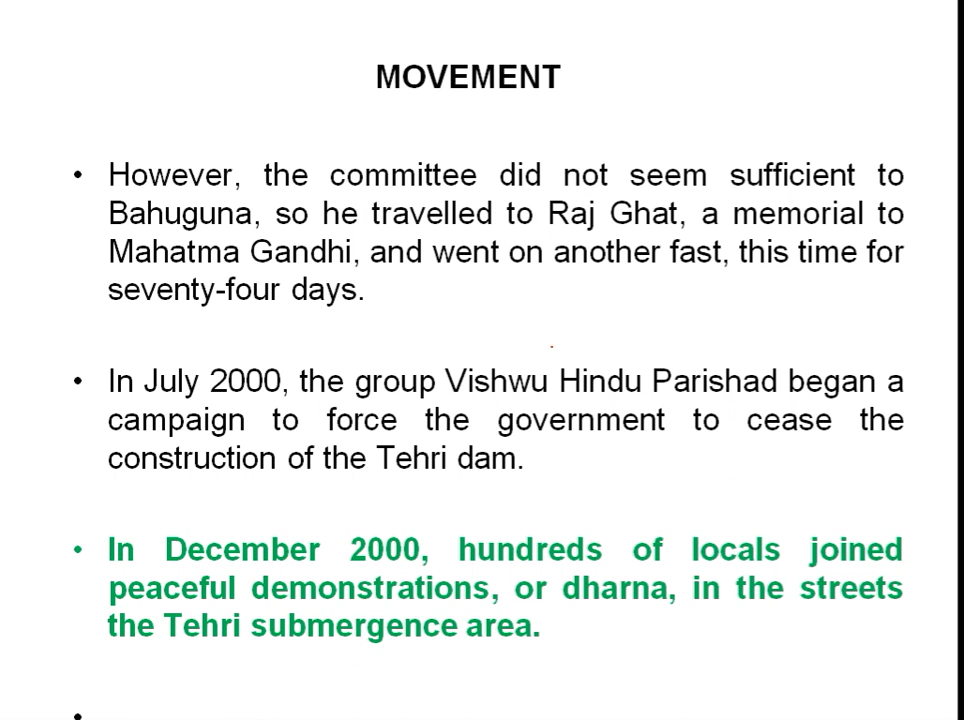 MOVEMENT
• However, the committee did not seem sufficient to
Bahuguna, so he travelled to Raj Ghat, a memorial to
Mahatma Gandhi, and went on another fast, this time for
seventy-four days.
• In July 2000, the group Vishwu Hindu Parishad began a
campaign to force the government to cease the
construction of the Tehri dam.
• In December 2000, hundreds of locals joined
peaceful demonstrations, or dharna, in the streets
the Tehri submergence area.
•